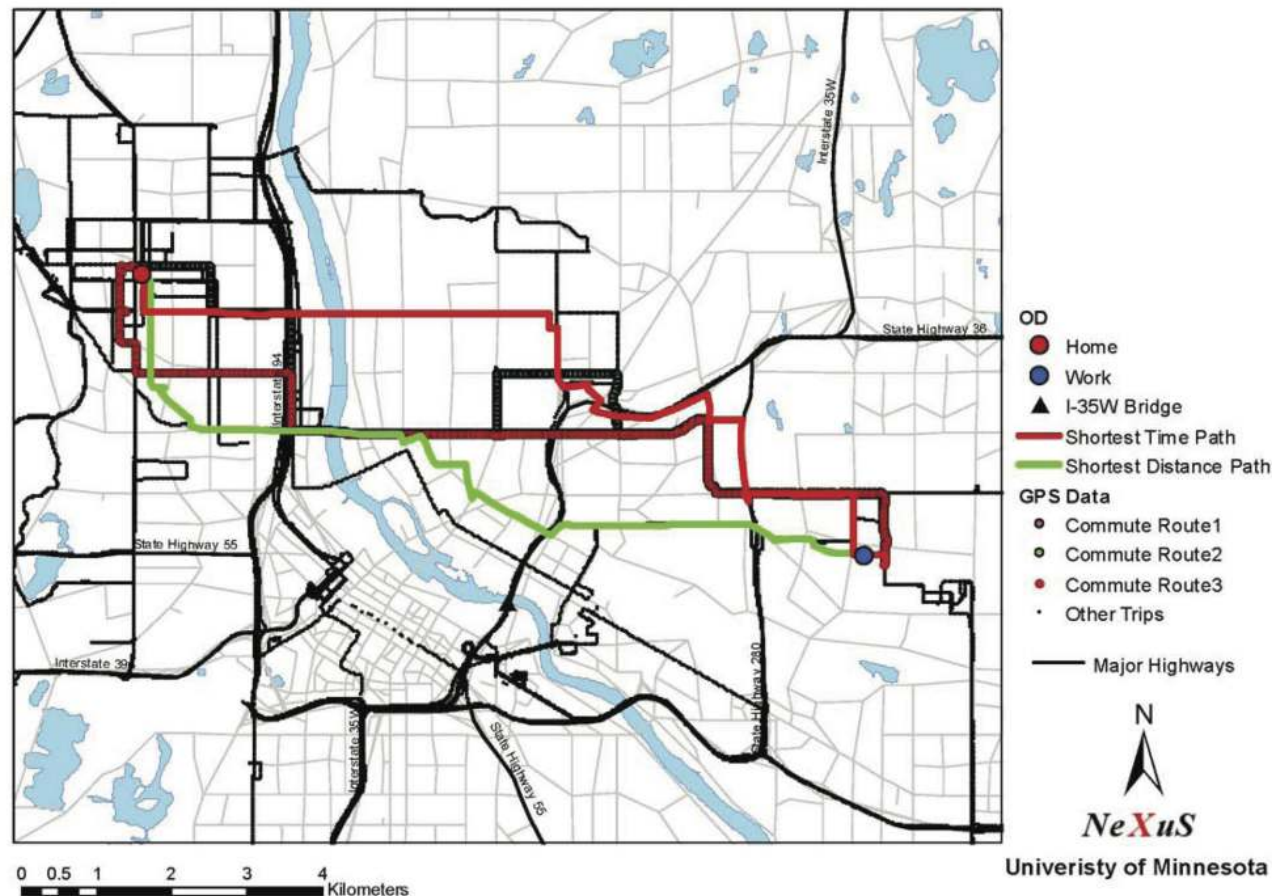 Interstate 35W
State Highway 36
Interstate 94
State Highway 55
Interstate 394
Interstate 35W
State Highway 55
State Highway 280
OD
Home
Work
I-35W Bridge
Shortest Time Path
Shortest Distance Path
GPS Data
Commute Route1
Commute Route2
Commute Route3
Other Trips
Major Highways
N
NeXuS
Univeristy of Minnesota
0 0.5 1 2 3 4
Kilometers